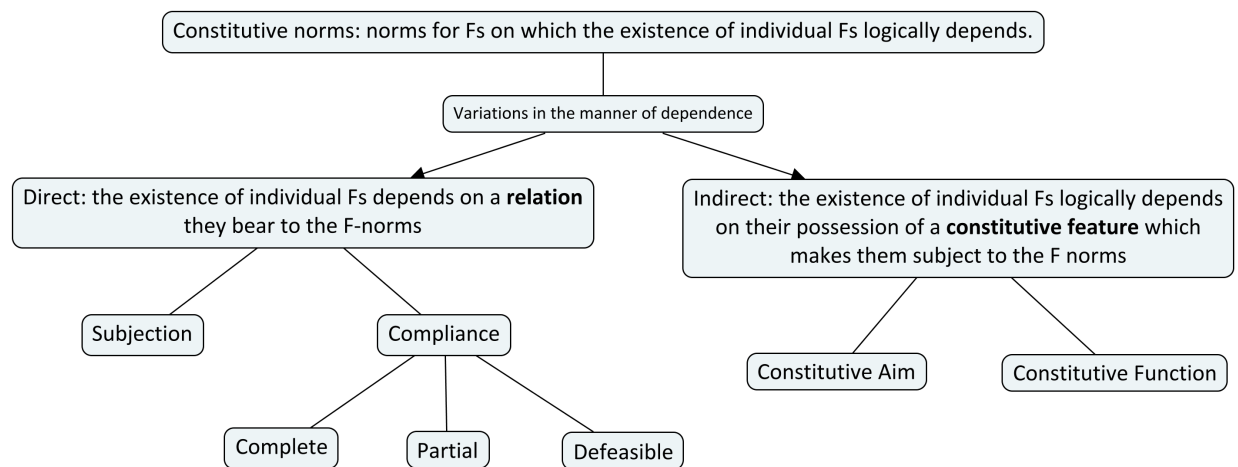 Constitutive norms: norms for Fs on which the existence of individual Fs logically depends.
Variations in the manner of dependence
Direct: the existence of individual Fs depends on a relation
they bear to the F-norms
Indirect: the existence of individual Fs logically depends
on their possession of a constitutive feature which
makes them subject to the F norms
Subjection
Compliance
Constitutive Aim
Constitutive Function
Complete
Partial
Defeasible